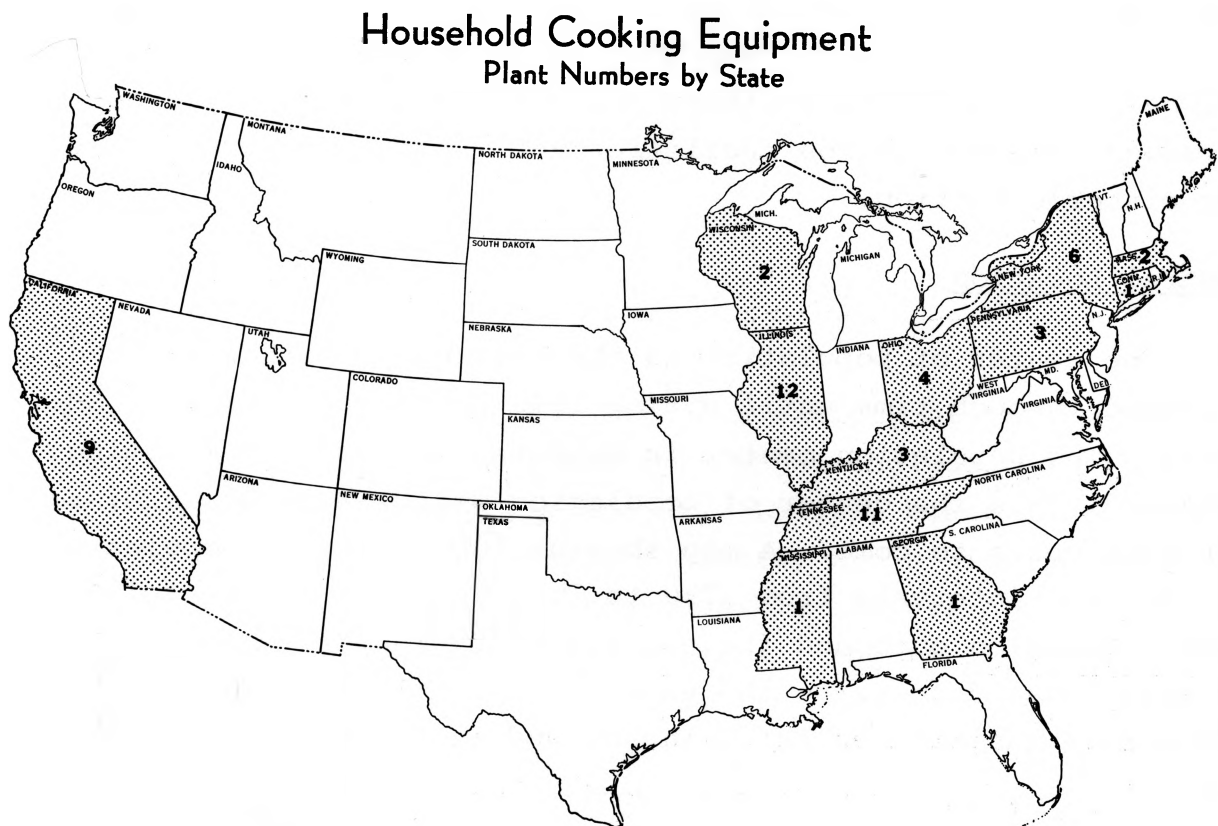 Household Cooking Equipment
Plant Numbers by State
WASHINGTON
MONTANA
MAINE
IDAHO
NORTH DAKOTA
MINNESOTA
OREGON
VT.
N.H.
MICH.
WISCONSIN
SOUTH DAKOTA
WYOMING
MICHIGAN
6
MASS.
2
NEW YORK
2
CONN.
R.I.
1
CALIFORNIA
NEVADA
IOWA
NEBRASKA
UTAH
ILLINOIS
PENNSYLVANIA
N.J.
3
INDIANA
OHIO
MD.
4
COLORADO
WEST
VIRGINIA
DEL.
12
MISSOURI
VIRGINIA
KANSAS
9
3
KENTUCKY
NORTH CAROLINA
ARIZONA
NEW MEXICO
OKLAHOMA
TENNESSEE
11
TEXAS
ARKANSAS
S. CAROLINA
MISSISSIPPI
ALABAMA
GEORGIA
1
1
LOUISIANA
FLORIDA